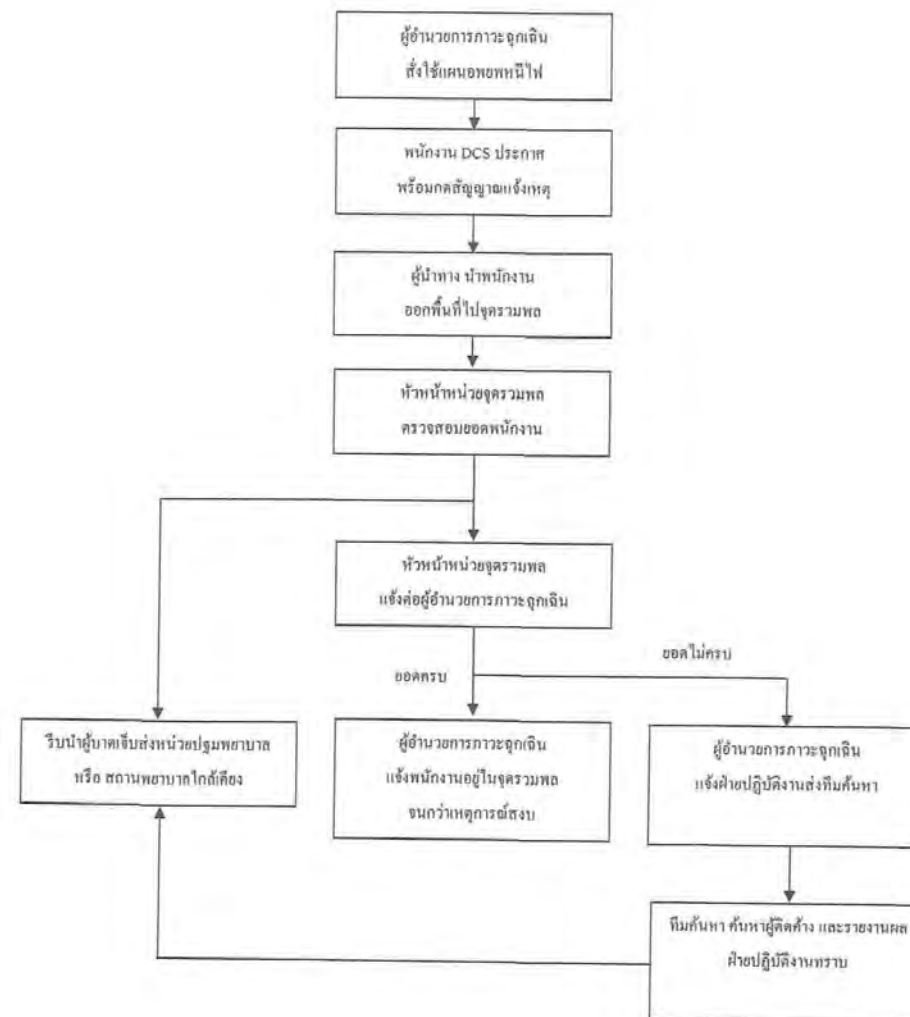 ผู้อำนวยการภาวะฉุกเฉิน
สั่งใช้แผนอพยพหนีไฟ
พนักงาน DCS ประกาศ
พร้อมกดสัญญาณแจ้งเหตุ
ผู้นำทาง นำพนักงาน
ออกพื้นที่ไปจุดรวมพล
หัวหน้าหน่วยจุดรวมพล
ตรวจสอบยอดพนักงาน
หัวหน้าหน่วยจุดรวมพล
แจ้งต่อผู้อำนวยการภาวะฉุกเฉิน
ยอดครบ
ยอดไม่ครบ
รีบนำผู้บาดเจ็บส่งหน่วยปฐมพยาบาล
หรือ สถานพยาบาลใกล้เคียง
ผู้อำนวยการภาวะฉุกเฉิน
แจ้งพนักงานอยู่ในจุดรวมพล
จนกว่าเหตุการณ์สงบ
ผู้อำนวยการภาวะฉุกเฉิน
แจ้งฝ่ายปฏิบัติงานส่งทีมค้นหา
ทีมค้นหา ค้นหาผู้ติดค้าง และรายงานผล
ฝ่ายปฏิบัติงานทราบ